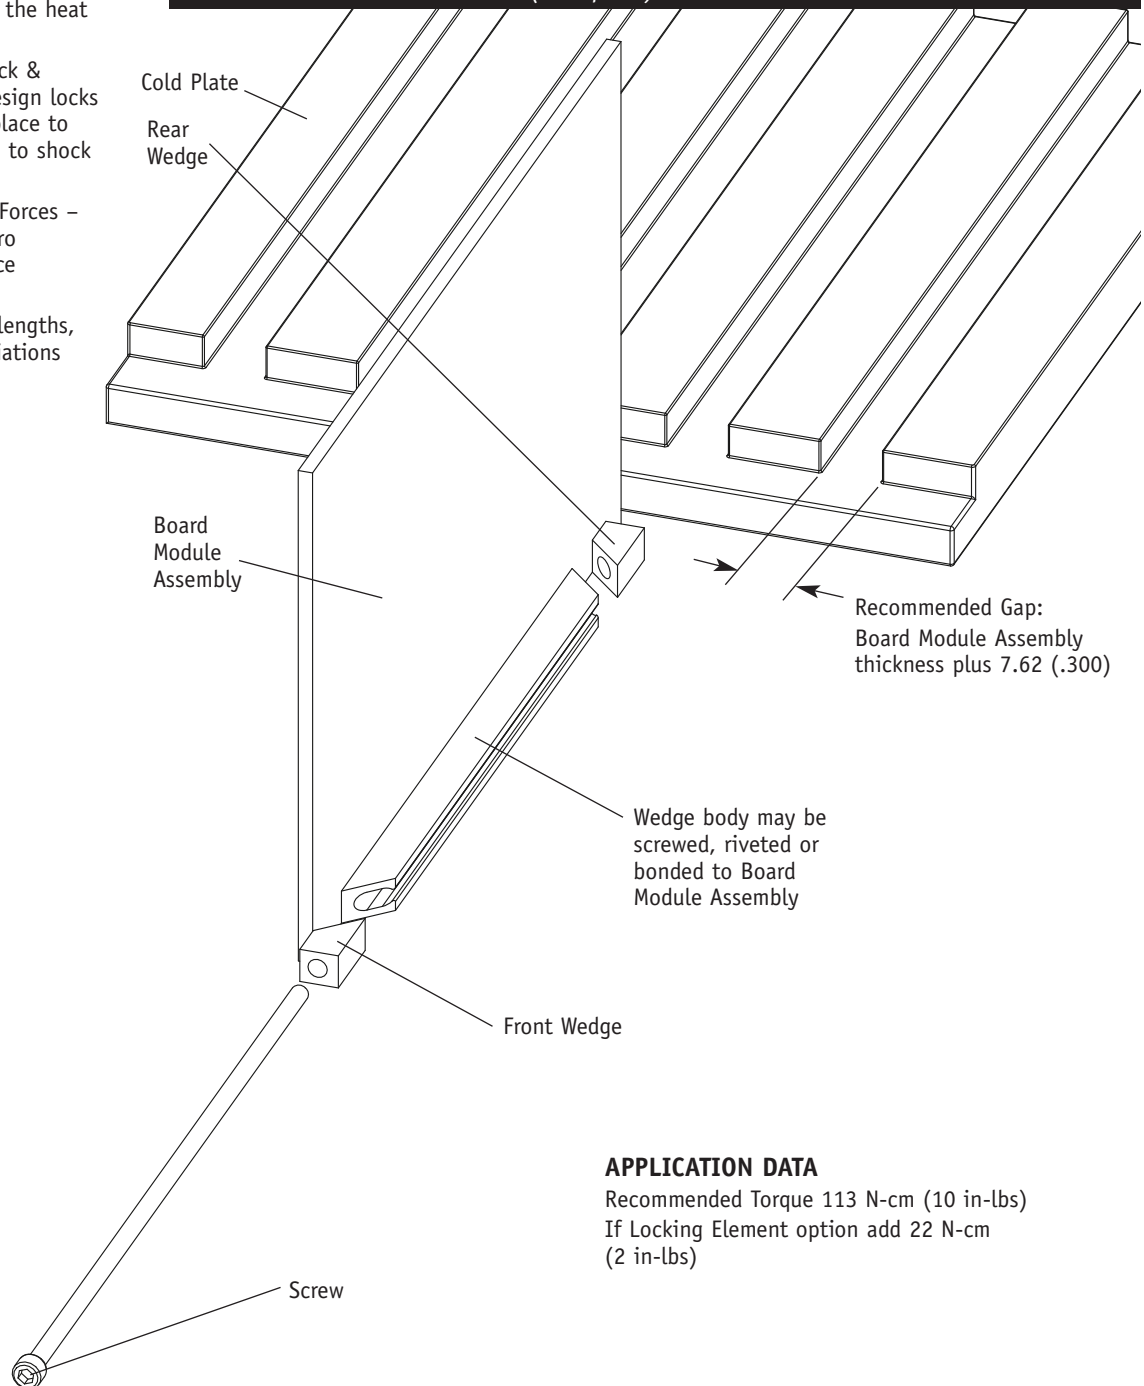 the heat
ck &
esign locks
lace to
to shock
Forces –
ro
ce
lengths,
iations
Cold Plate
Rear
Wedge
Board
Module
Assembly
Recommended Gap:
Board Module Assembly
thickness plus 7.62 (.300)
Wedge body may be
screwed, riveted or
bonded to Board
Module Assembly
Front Wedge
APPLICATION DATA
Recommended Torque 113 N-cm (10 in-lbs)
If Locking Element option add 22 N-cm
(2 in-lbs)
Screw